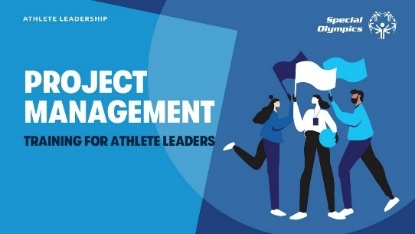 ATHLETE LEADERSHIP
Special
Olympics
PROJECT
MANAGEMENT
TRAINING FOR ATHLETE LEADERS